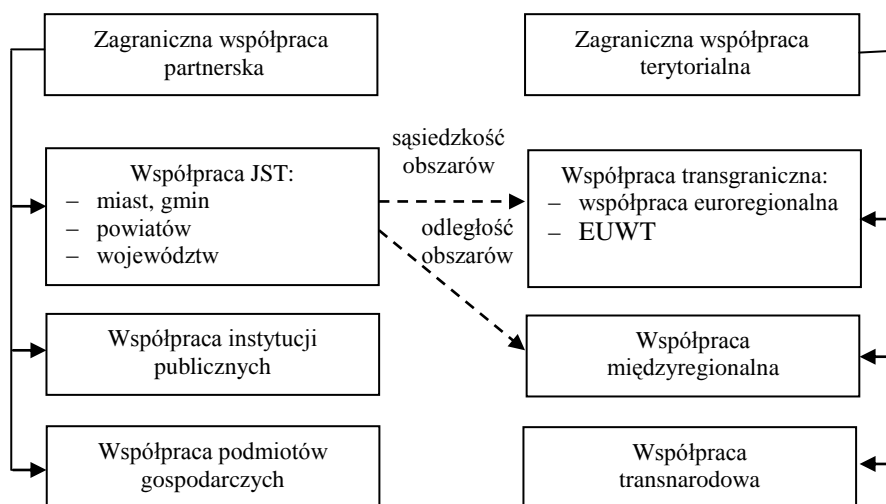 Zagraniczna współpraca
partnerska
Zagraniczna współpraca
terytorialna
Współpraca JST:
– miast, gmin
– powiatów
– województw
sąsiedzkość
obszarów
odległość
obszarów
Współpraca transgraniczna:
– współpraca euroregionalna
– EUWT
Współpraca instytucji
publicznych
Współpraca
międzyregionalna
Współpraca podmiotów
gospodarczych
Współpraca
transnarodowa